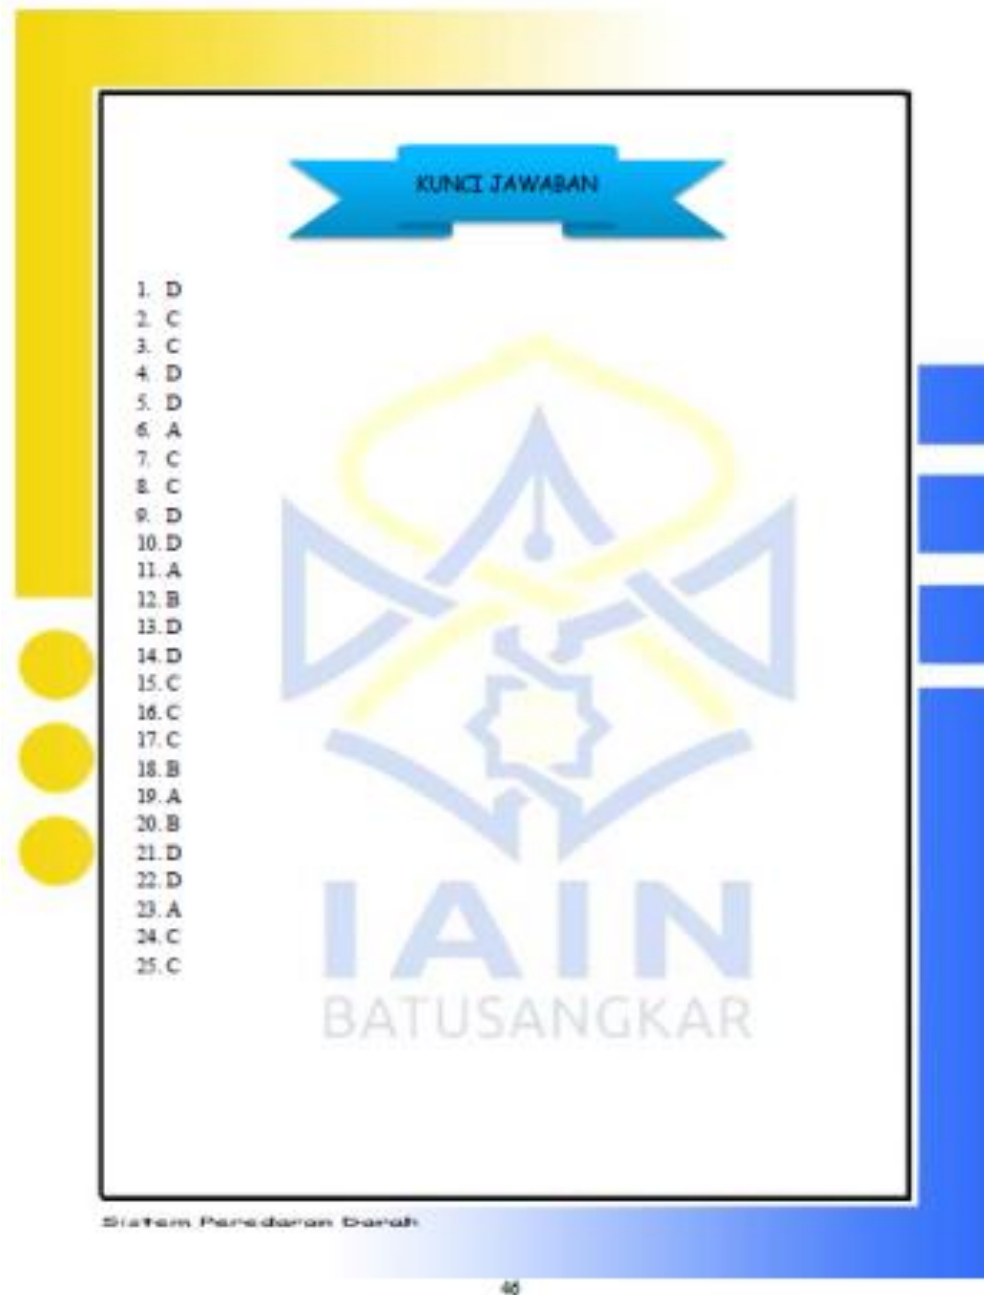 KUNCI JAWABAN
1. D
2. C
3. C
4. D
5. D
6. A
7. C
8. C
9. D
10. D
11. A
12. B
13. D
14. D
15. C
16. C
17. C
18. B
19. A
20. B
21. D
22. D
23. A
24. C
25. C
IAIN
BATUSANGKAR
Sistem Peredaran Darah
46